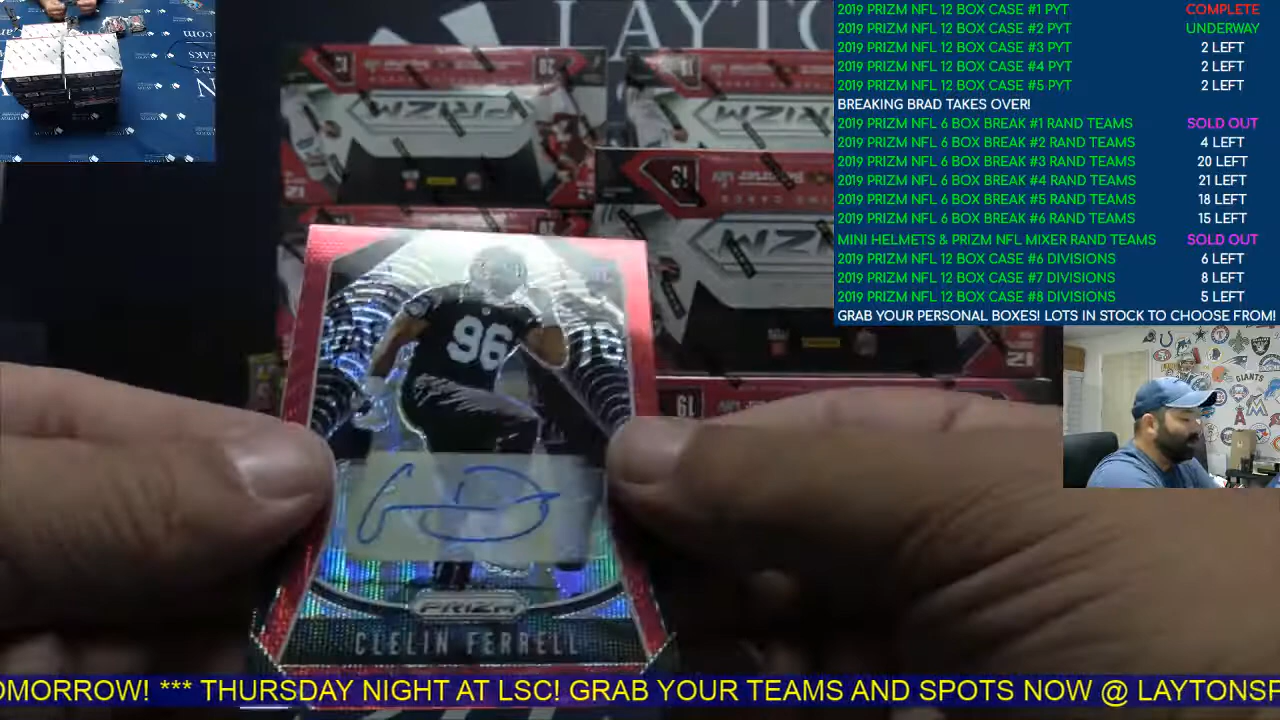 2019 PRIZM NFL 12 BOX CASE #1 PYT COMPLETE
2019 PRIZM NFL 12 BOX CASE #2 PYT UNDERWAY
2019 PRIZM NFL 12 BOX CASE #3 PYT 2 LEFT
2019 PRIZM NFL 12 BOX CASE #4 PYT 2 LEFT
2019 PRIZM NFL 12 BOX CASE #5 PYT 2 LEFT
BREAKING BRAD TAKES OVER!
2019 PRIZM NFL 6 BOX BREAK #1 RAND TEAMS SOLD OUT
2019 PRIZM NFL 6 BOX BREAK #2 RAND TEAMS 4 LEFT
2019 PRIZM NFL 6 BOX BREAK #3 RAND TEAMS 20 LEFT
2019 PRIZM NFL 6 BOX BREAK #4 RAND TEAMS 21 LEFT
2019 PRIZM NFL 6 BOX BREAK #5 RAND TEAMS 18 LEFT
2019 PRIZM NFL 6 BOX BREAK #6 RAND TEAMS 15 LEFT
MINI HELMETS & PRIZM NFL MIXER RAND TEAMS SOLD OUT
2019 PRIZM NFL 12 BOX CASE #6 DIVISIONS 6 LEFT
2019 PRIZM NFL 12 BOX CASE #7 DIVISIONS 8 LEFT
2019 PRIZM NFL 12 BOX CASE #8 DIVISIONS 5 LEFT
GRAB YOUR PERSONAL BOXES! LOTS IN STOCK TO CHOOSE FROM!
LAYTO
PRIZM
PRIZM
PRIZM
96
GIANTS
PRIZM
CLELIN FERRELL
OMORROW! *** THURSDAY NIGHT AT LSC! GRAB YOUR TEAMS AND SPOTS NOW @ LAYTONSP